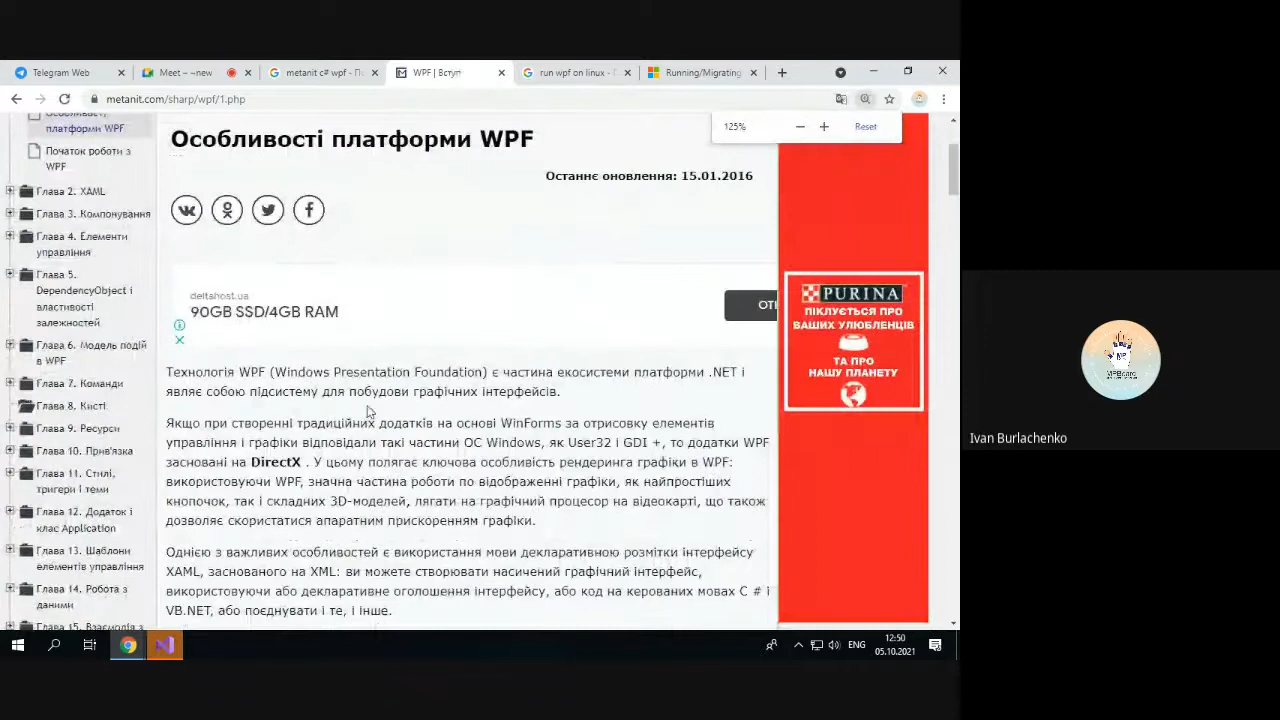 Telegram Web
Meet – ~new
metanit c# wpf - П
WPF | Вступ
run wpf on linux -
Running/Migrating
metanit.com/sharp/wpf/1.php
125%
Reset
Особливості
платформи WPF
Початок роботи з
WPF
Глава 2. XAML
Глава 3. Компонування
Глава 4. Елементи
управління
Глава 5.
DependencyObject і
властивості
залежностей
Глава 6. Модель подій
в WPF
Глава 7. Команди
Глава 8. Кисті
Глава 9. Ресурси
Глава 10. Прив'язка
Глава 11. Стилі,
тригери і теми
Глава 12. Додаток і
клас Application
Глава 13. Шаблони
елементів управління
Глава 14. Робота з
даними
Глава 15. Взаємодія з
Особливості платформи WPF
Останнє оновлення: 15.01.2016
deltahost.ua
90GB SSD/4GB RAM
ОТК
Технологія WPF (Windows Presentation Foundation) є частина екосистеми платформи .NET і
являє собою підсистему для побудови графічних інтерфейсів.
Якщо при створенні традиційних додатків на основі WinForms за отрисовку елементів
управління і графіки відповідали такі частини ОС Windows, як User32 і GDI +, то додатки WPF
засновані на DirectX . У цьому полягає ключова особливість рендеринга графіки в WPF:
використовуючи WPF, значна частина роботи по відображенні графіки, як найпростіших
кнопочок, так і складних 3D-моделей, лягати на графічний процесор на відеокарті, що також
дозволяє скористатися апаратним прискоренням графіки.
Однією з важливих особливостей є використання мови декларативною розмітки інтерфейсу
XAML, заснованого на XML: ви можете створювати насичений графічний інтерфейс,
використовуючи або декларативне оголошення інтерфейсу, або код на керованих мовах C # і
VB.NET, або поєднувати і те, і інше.
PURINA
ПІКЛУЄТЬСЯ ПРО
ВАШИХ УЛЮБЛЕНЦІВ
ТА ПРО
НАШУ ПЛАНЕТУ
ENG
12:50
05.10.2021
Ivan Burlachenko